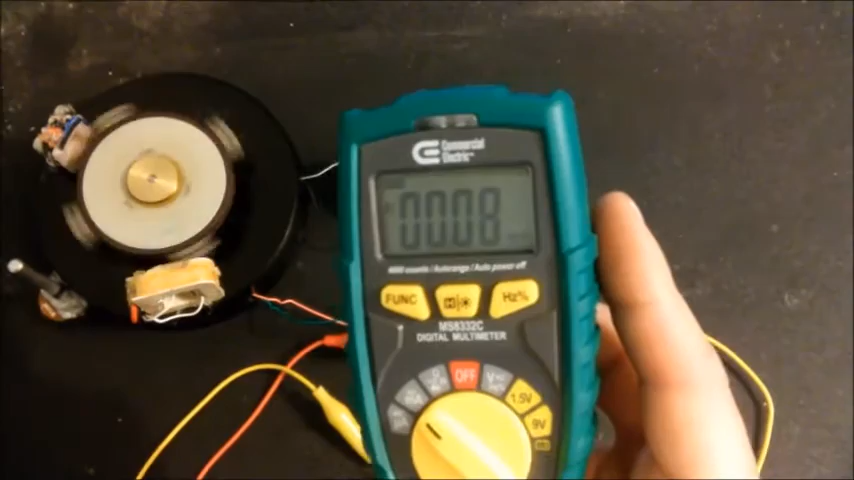 Commercial
Electric
0008
4000 counts/Autorange/Auto power off
FUNC
H
Hz%
MS8332C
DIGITAL MULTIMETER
OFF
V
1.5V
9V